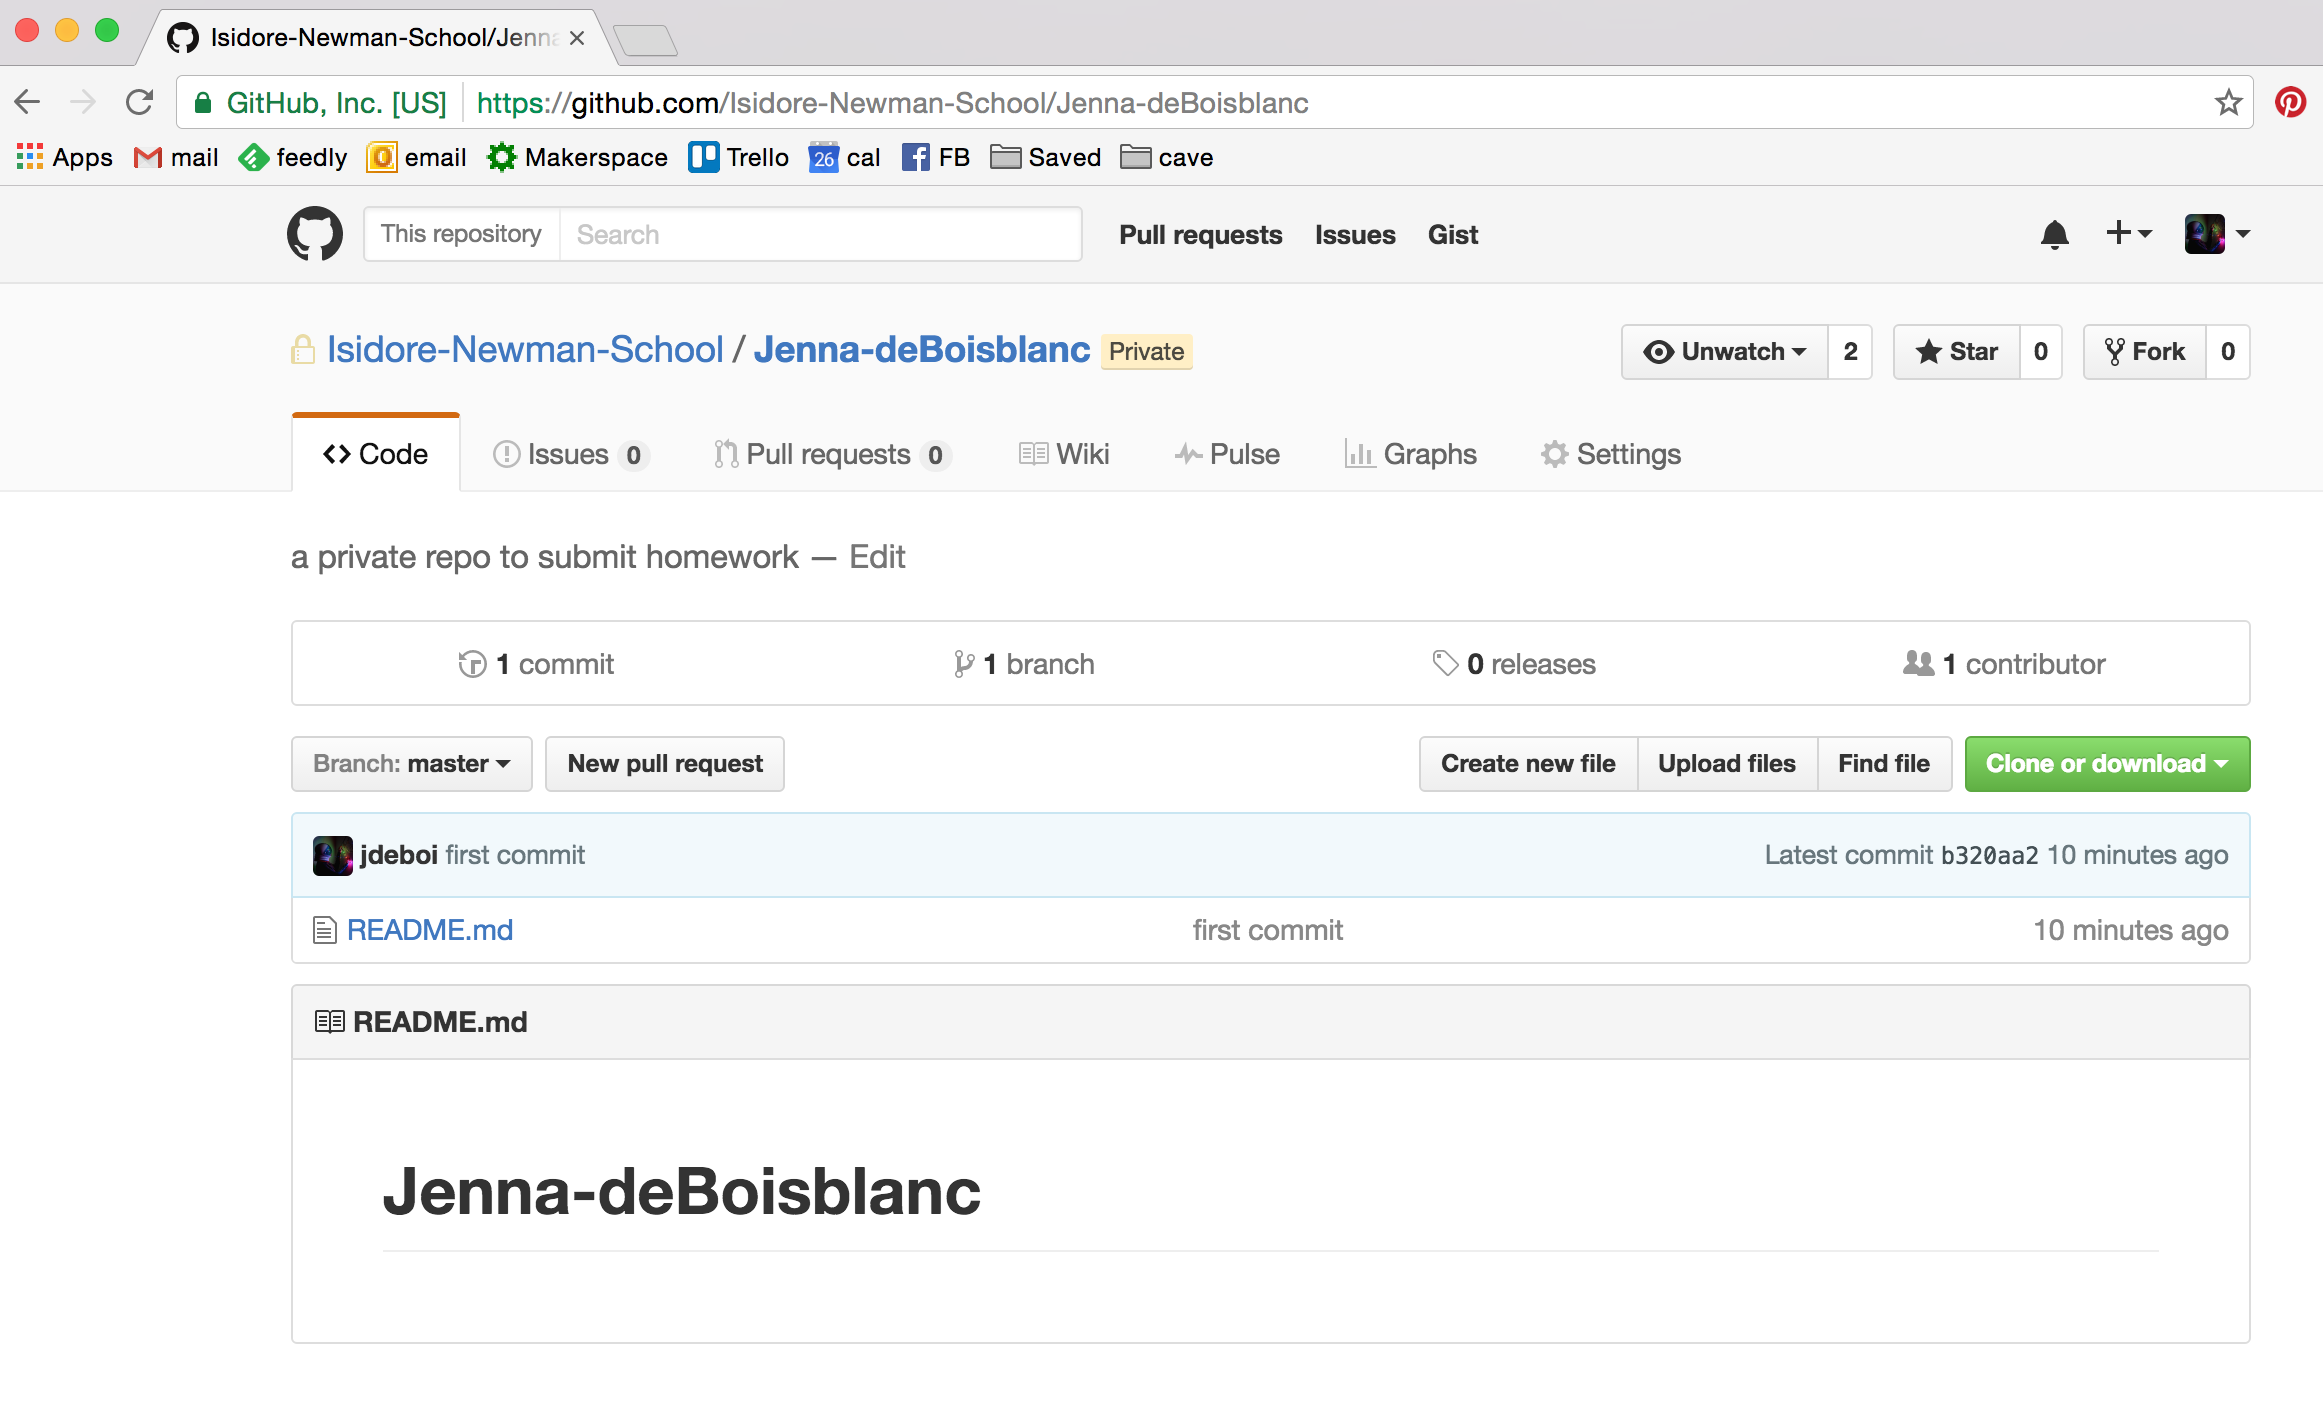 Isidore-Newman-School/Jenna
GitHub, Inc. [US] https://github.com/Isidore-Newman-School/Jenna-deBoisblanc
Apps mail feedly email Makerspace Trello 26 cal FB Saved cave
This repository Search Pull requests Issues Gist
Isidore-Newman-School / Jenna-deBoisblanc Private Unwatch 2 Star 0 Fork 0
Code Issues 0 Pull requests 0 Wiki Pulse Graphs Settings
a private repo to submit homework — Edit
1 commit 1 branch 0 releases 1 contributor
Branch: master New pull request Create new file Upload files Find file Clone or download
jdeboi first commit Latest commit b320aa2 10 minutes ago
README.md first commit 10 minutes ago
README.md
Jenna-deBoisblanc